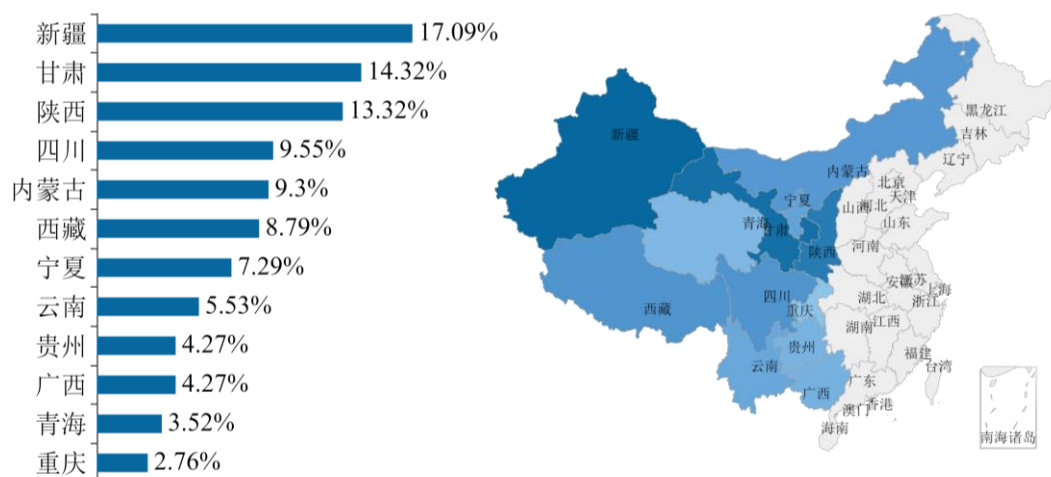 新疆 17.09%
甘肃 14.32%
陕西 13.32%
四川 9.55%
内蒙古 9.3%
西藏 8.79%
宁夏 7.29%
云南 5.53%
贵州 4.27%
广西 4.27%
青海 3.52%
重庆 2.76%
黑龙江
吉林
辽宁
新疆
内蒙古
北京
天津
宁夏
山西
河北
青海
甘肃
山东
陕西
河南
安徽
江苏
上海
四川
西藏
重庆
湖北
浙江
湖南
江西
贵州
云南
福建
台湾
广西
广东
澳门
香港
海南
南海诸岛